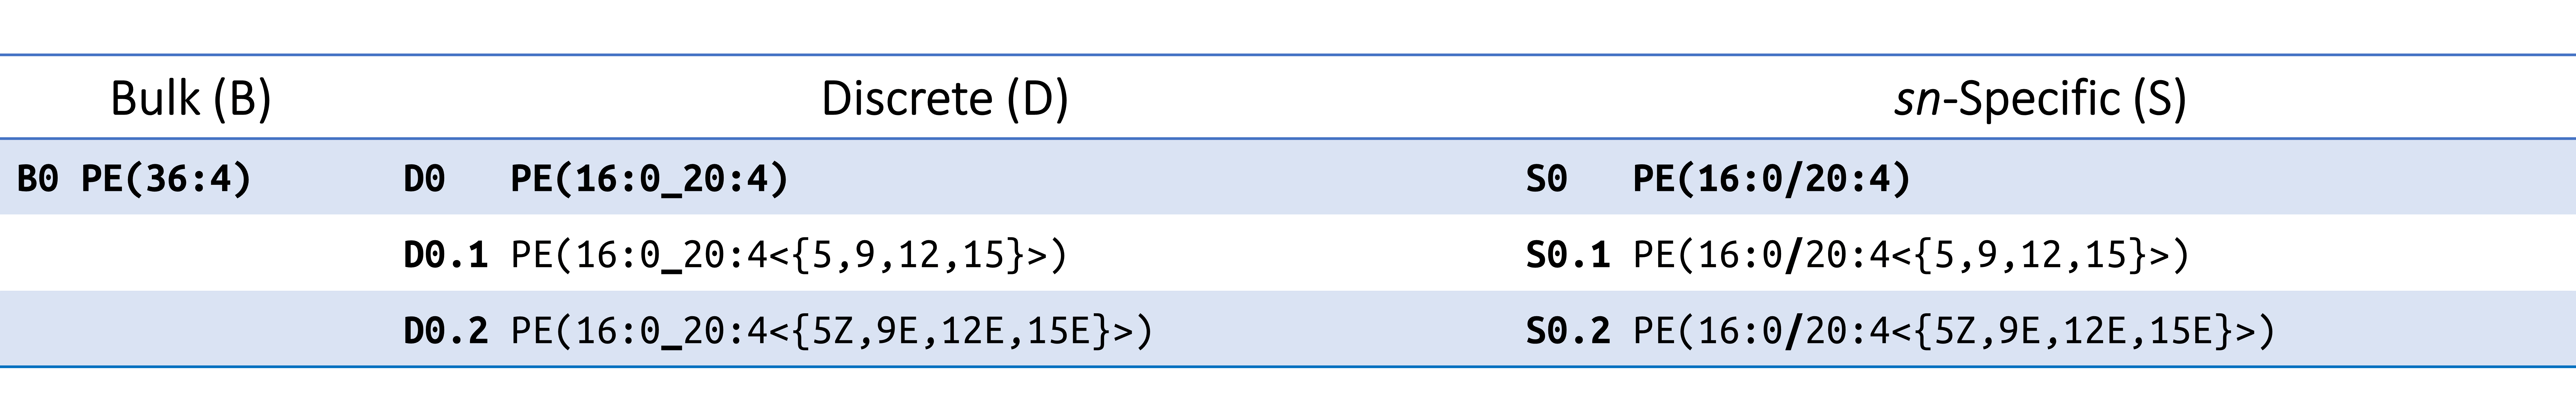 Bulk (B) Discrete (D) sn-Specific (S)
B0 PE(36:4) D0 PE(16:0_20:4) S0 PE(16:0/20:4)
D0.1 PE(16:0_20:4<{5,9,12,15}>) S0.1 PE(16:0/20:4<{5,9,12,15}>)
D0.2 PE(16:0_20:4<{5Z,9E,12E,15E}>) S0.2 PE(16:0/20:4<{5Z,9E,12E,15E}>)